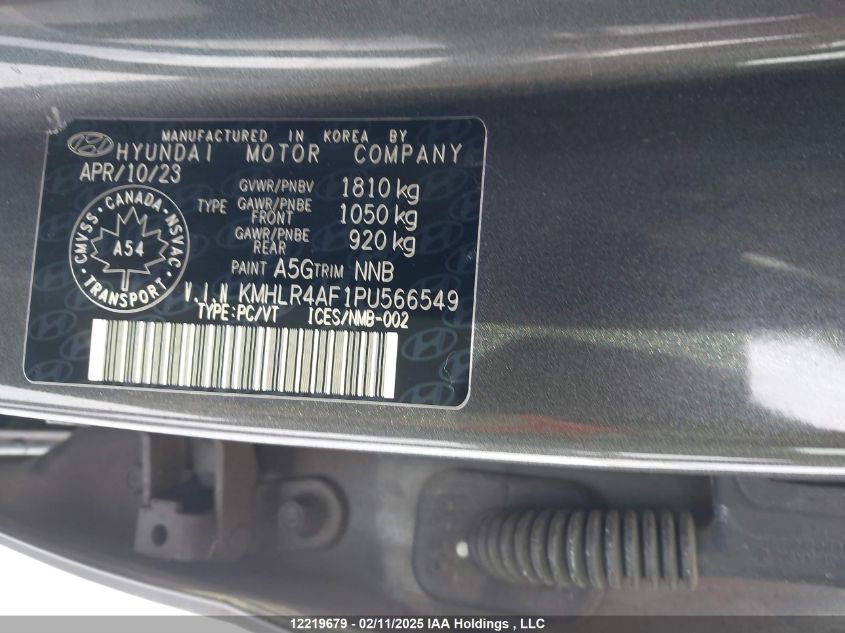 MANUFACTURED IN KOREA BY
HYUNDAI MOTOR COMPANY
APR/10/23
GVWR/PNBV 1810 kg
TYPE GAWR/PNBE FRONT 1050 kg
GAWR/PNBE REAR 920 kg
CMVSS · CANADA · NSVAC · TRANSPORT ·
A54
PAINT A5G TRIM NNB
V.I.N KMHLR4AF1PU566549
TYPE:PC/VT ICES/NMB-002
12219679 - 02/11/2025 IAA Holdings , LLC